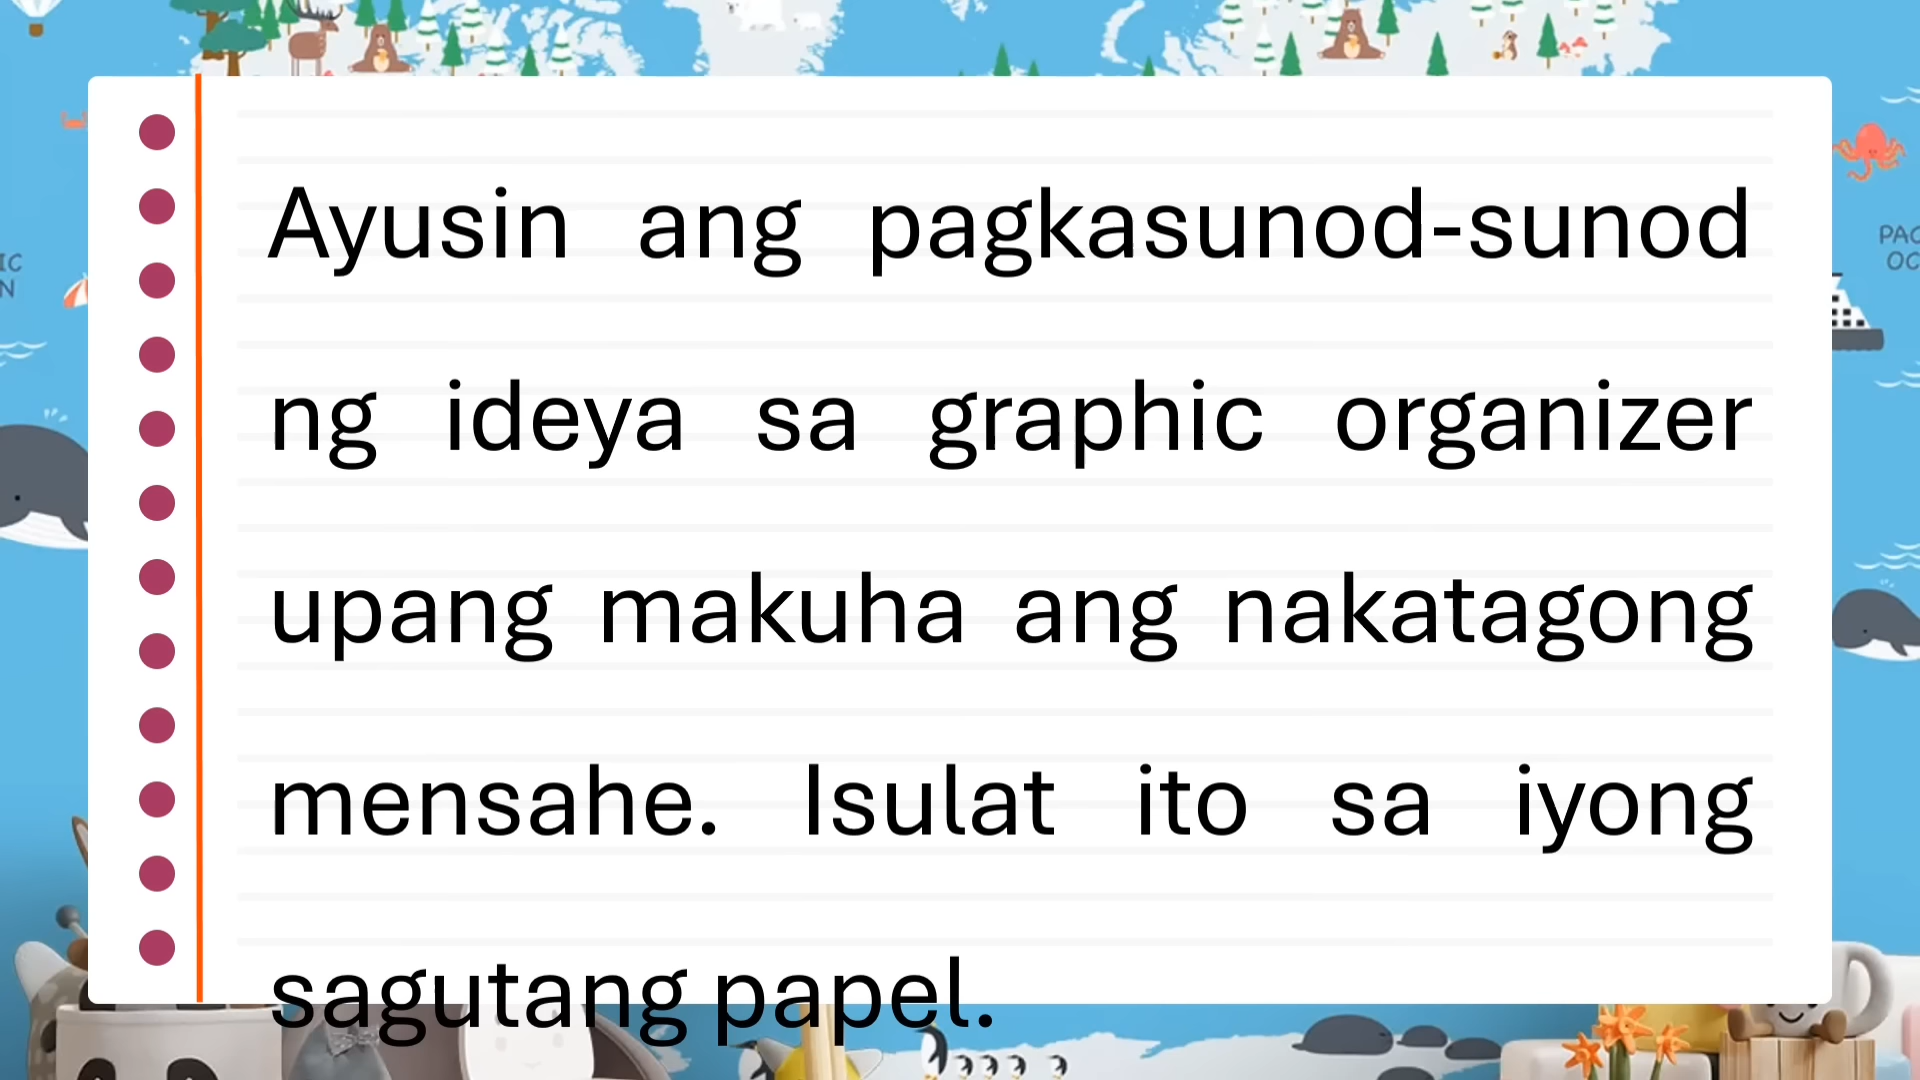 Ayusin ang pagkasunod-sunod
ng ideya sa graphic organizer
upang makuha ang nakatagong
mensahe. Isulat ito sa iyong
sagutang papel.